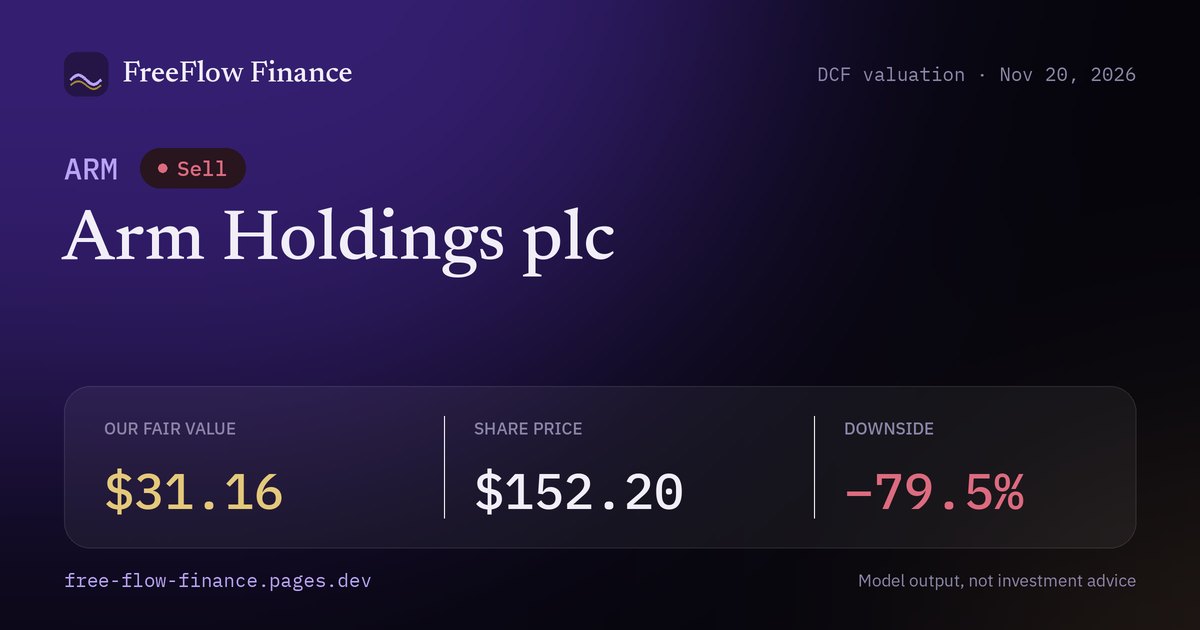 FreeFlow Finance
DCF valuation · Nov 20, 2026
ARM
Sell
Arm Holdings plc
OUR FAIR VALUE
$31.16
SHARE PRICE
$152.20
DOWNSIDE
−79.5%
free-flow-finance.pages.dev
Model output, not investment advice